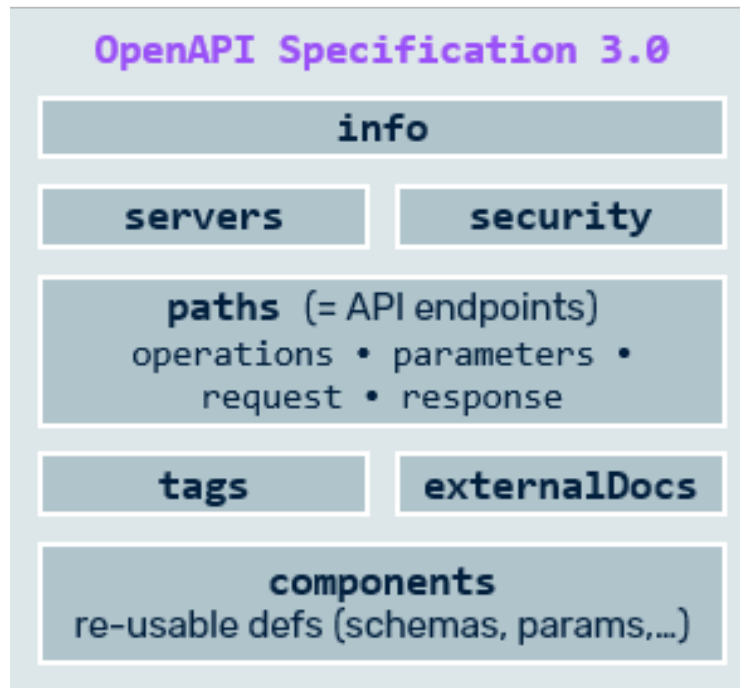 OpenAPI Specification 3.0
info
servers
security
paths (= API endpoints)
operations • parameters •
request • response
tags
externalDocs
components
re-usable defs (schemas, params,...)